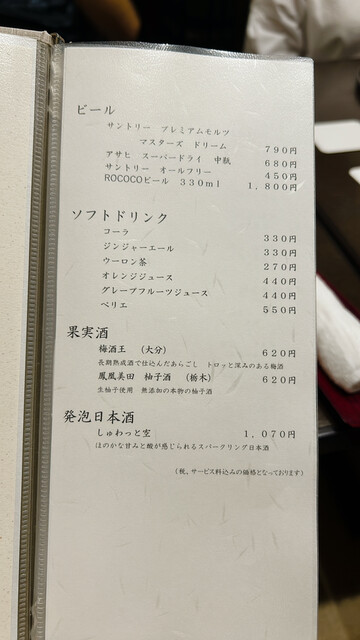 ビール
サントリー プレミアムモルツ
マスターズ ドリーム 790円
アサヒ スーパードライ 中瓶 680円
サントリー オールフリー 450円
ROCOCOビール 330ml 1,800円
ソフトドリンク
コーラ 330円
ジンジャーエール 330円
ウーロン茶 270円
オレンジジュース 440円
グレープフルーツジュース 440円
ペリエ 550円
果実酒
梅酒王 (大分) 620円
長期熟成酒で仕込んだあらごし トロッと深みのある梅酒
鳳凰美田 柚子酒 (栃木) 620円
生柚子使用 無添加の本物の柚子酒
発泡日本酒
しゅわっと空 1,070円
ほのかな甘みと酸が感じられるスパークリング日本酒
(税、サービス料込みの価格となっております)